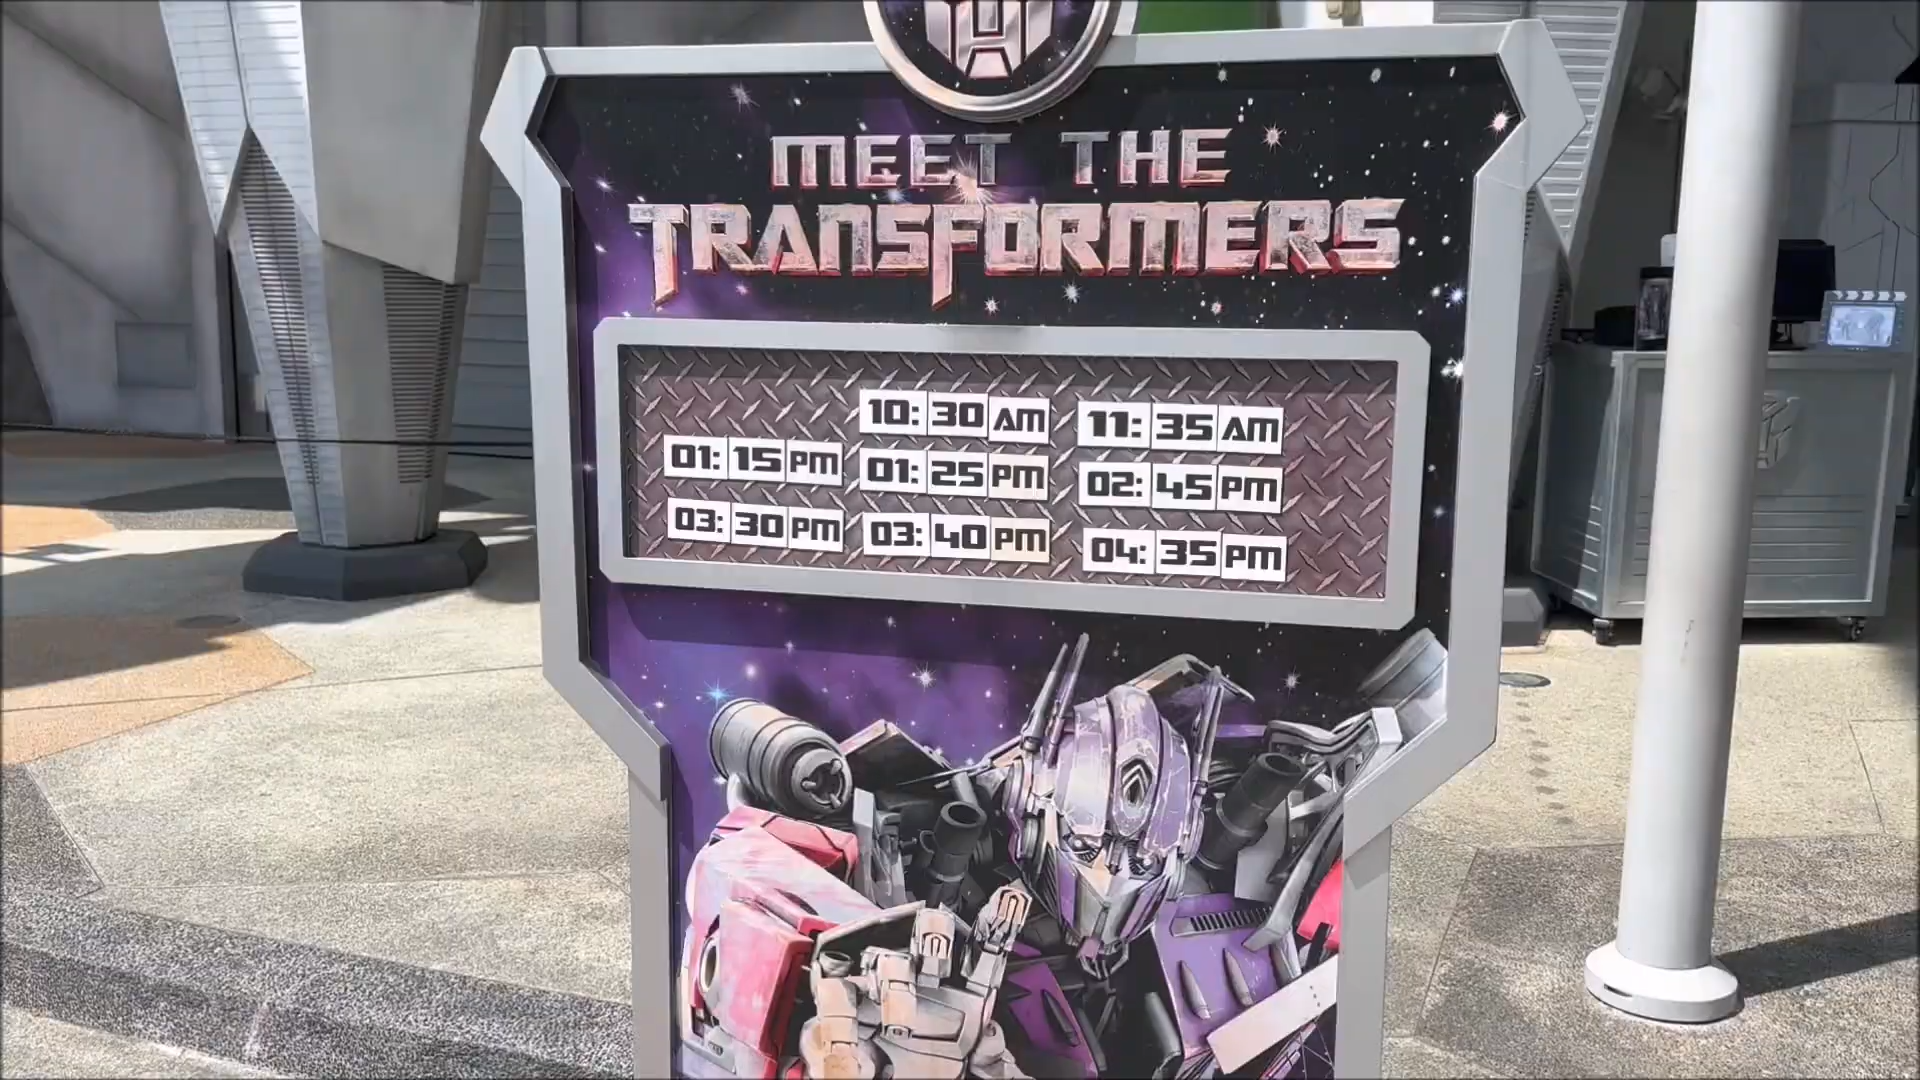 MEET THE
TRANSFORMERS
10:30 AM 11:35 AM
01:15 PM 01:25 PM 02:45 PM
03:30 PM 03:40 PM 04:35 PM